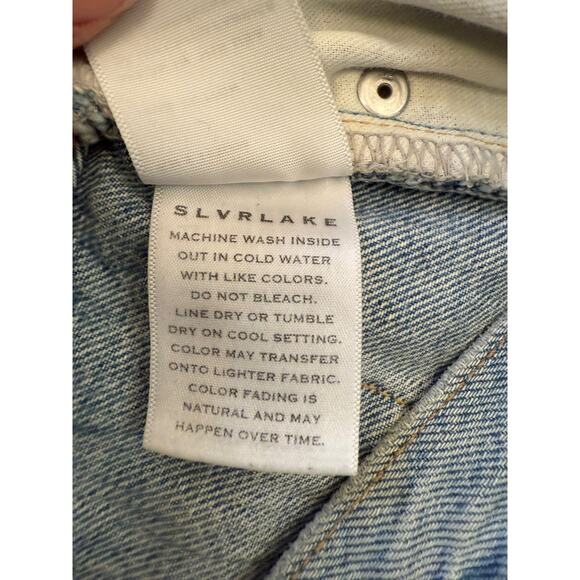 SLVRLAKE
MACHINE WASH INSIDE
OUT IN COLD WATER
WITH LIKE COLORS.
DO NOT BLEACH.
LINE DRY OR TUMBLE
DRY ON COOL SETTING.
COLOR MAY TRANSFER
ONTO LIGHTER FABRIC.
COLOR FADING IS
NATURAL AND MAY
HAPPEN OVER TIME.